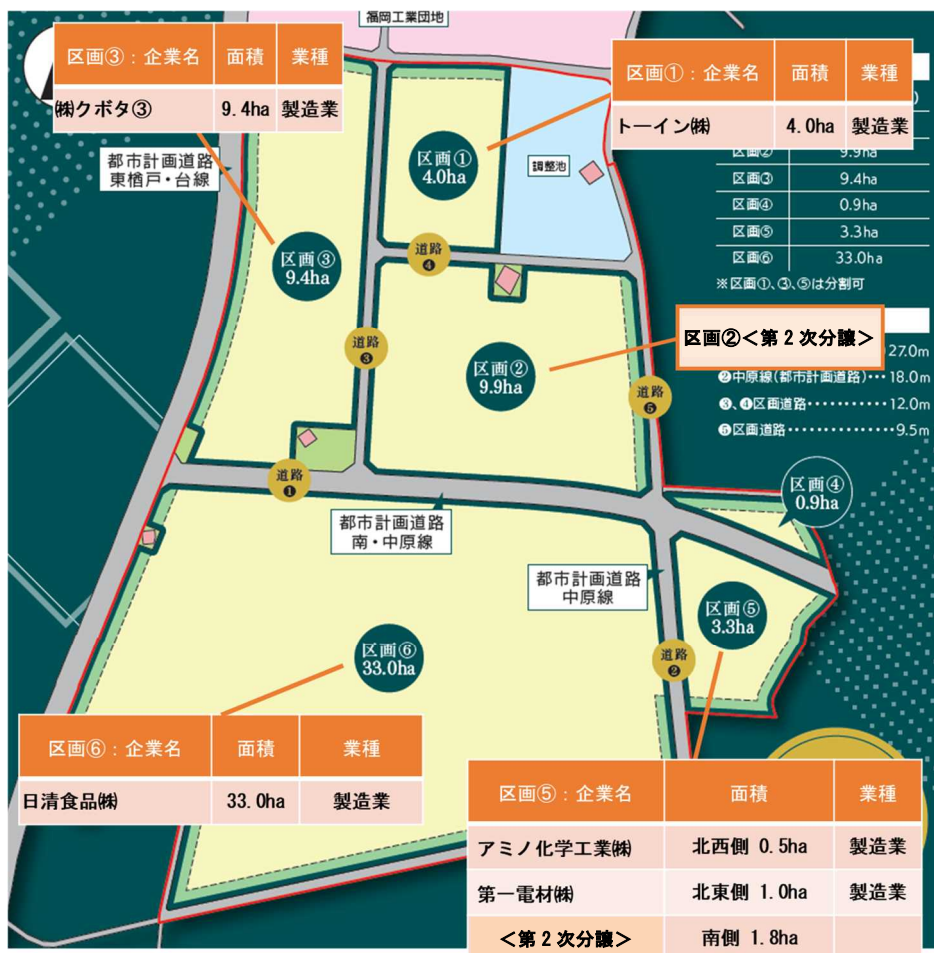 福岡工業団地
区画③：企業名 面積 業種
㈱クボタ③ 9.4ha 製造業
区画①：企業名 面積 業種
トーイン㈱ 4.0ha 製造業
都市計画道路
東楢戸・台線
区画①
4.0ha
調整池
区画② 9.9ha
区画③ 9.4ha
区画④ 0.9ha
区画⑤ 3.3ha
区画⑥ 33.0ha
※区画①、③、⑤は分割可
道路
❹
区画③
9.4ha
区画②＜第２次分譲＞
27.0m
❷中原線(都市計画道路)…18.0m
❸、❹区画道路…………12.0m
❺区画道路……………9.5m
道路
❸
区画②
9.9ha
道路
❺
道路
❶
区画④
0.9ha
都市計画道路
南・中原線
都市計画道路
中原線
区画⑤
3.3ha
区画⑥
33.0ha
道路
❷
区画⑥：企業名 面積 業種
日清食品㈱ 33.0ha 製造業
区画⑤：企業名 面積 業種
アミノ化学工業㈱ 北西側 0.5ha 製造業
第一電材㈱ 北東側 1.0ha 製造業
＜第２次分譲＞ 南側 1.8ha